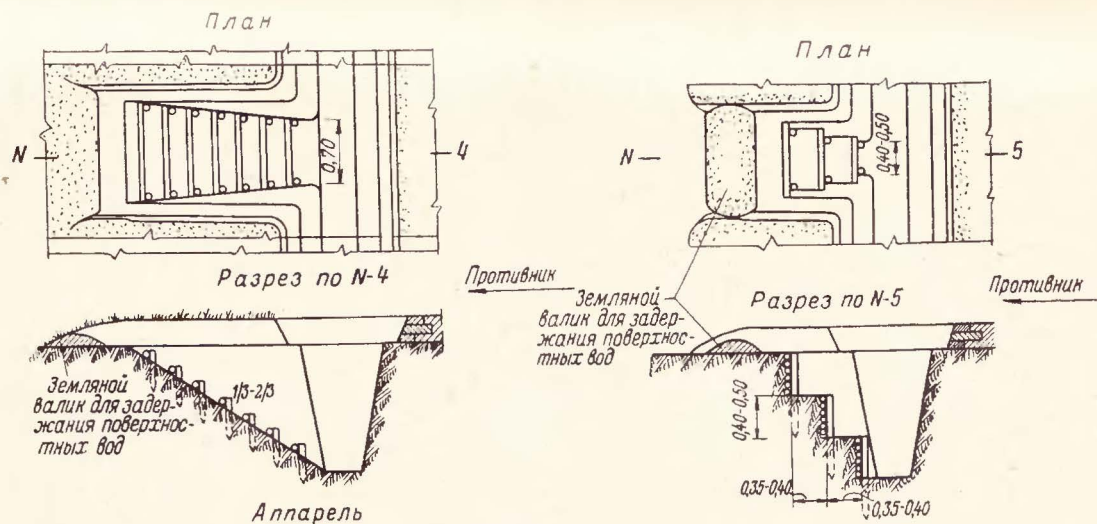 План
N
4
0,70
Разрез по N-4
Противник
1/3-2/3
Земляной
валик для задер-
жания поверхнос-
тных вод
Аппарель
План
N
5
0,40-0,50
Земляной
валик для задер-
жания поверхнос-
тных вод
Разрез по N-5
Противник
0,40-0,50
0,35-0,40
0,35-0,40